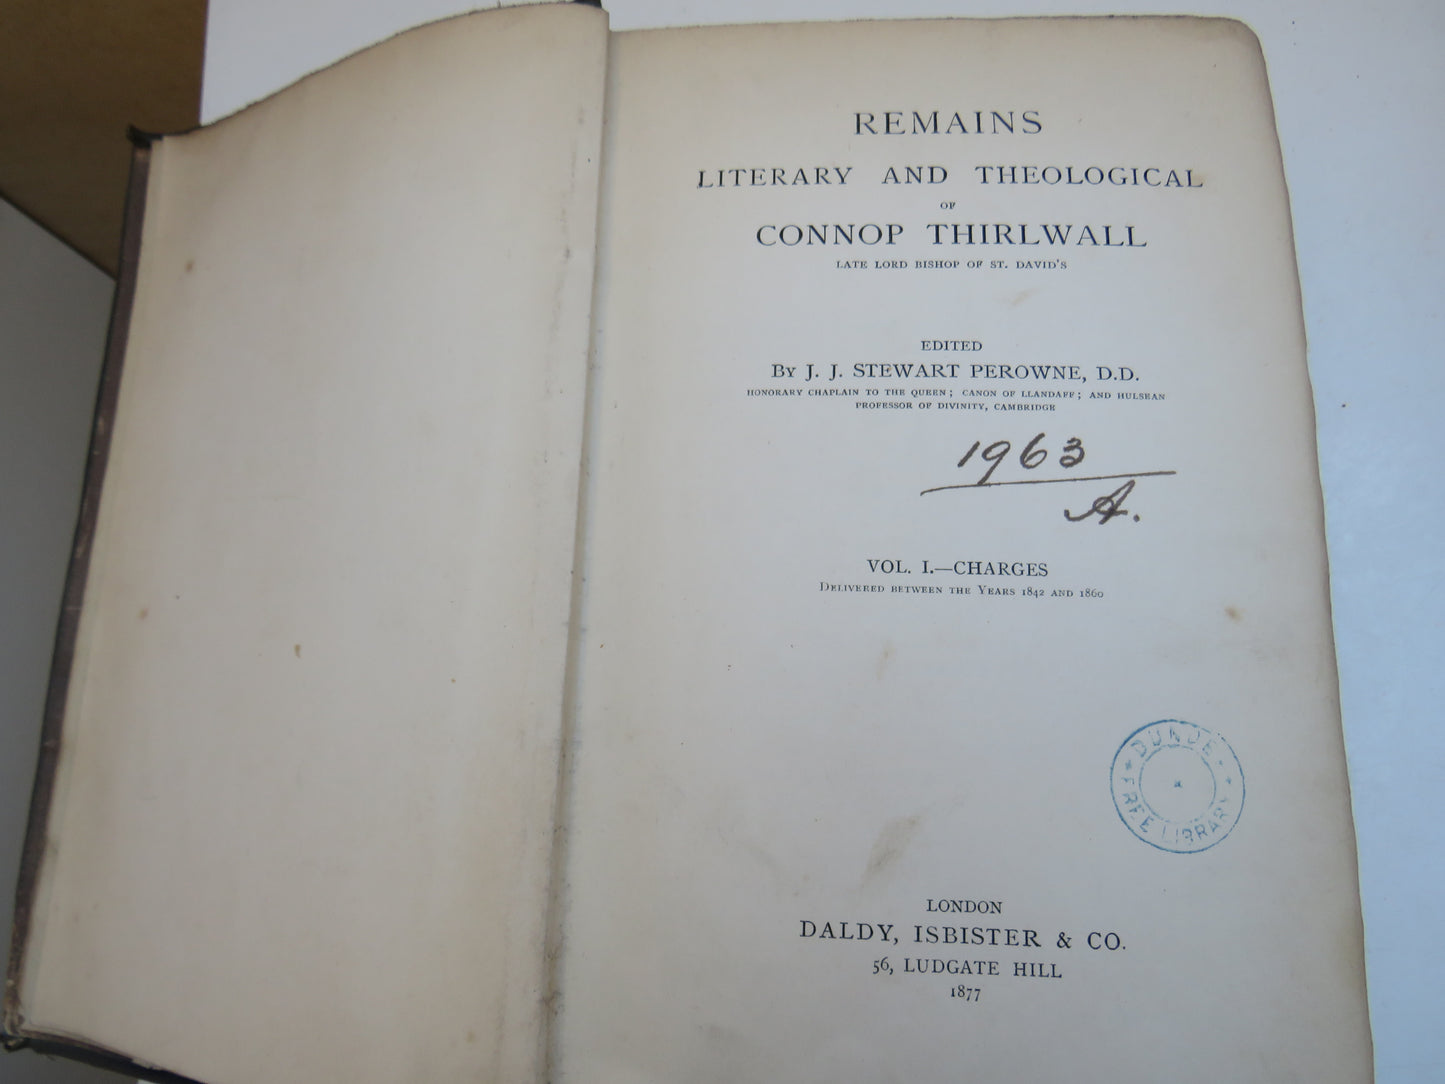 REMAINS
LITERARY AND THEOLOGICAL
OF
CONNOP THIRLWALL
LATE LORD BISHOP OF ST. DAVID'S
EDITED
BY J. J. STEWART PEROWNE, D.D.
HONORARY CHAPLAIN TO THE QUEEN; CANON OF LLANDAFF; AND HULSEAN
PROFESSOR OF DIVINITY, CAMBRIDGE
1963
A.
VOL. I.—CHARGES
DELIVERED BETWEEN THE YEARS 1842 AND 1860
DUNDE
FREE LIBRARY
LONDON
DALDY, ISBISTER & CO.
56, LUDGATE HILL
1877